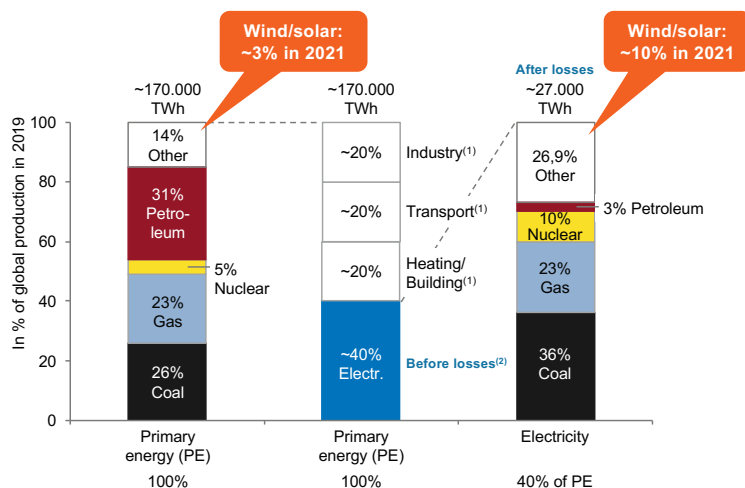 Wind/solar:
~3% in 2021
Wind/solar:
~10% in 2021
After losses
~170.000
TWh
~170.000
TWh
~27.000
TWh
In % of global production in 2019
100
80
60
40
20
0
14%
Other
31%
Petro-
leum
5%
Nuclear
23%
Gas
26%
Coal
~20%
Industry(1)
~20%
Transport(1)
~20%
Heating/
Building(1)
~40%
Electr.
Before losses(2)
26,9%
Other
3% Petroleum
10%
Nuclear
23%
Gas
36%
Coal
Primary
energy (PE)
Primary
energy (PE)
Electricity
100%
100%
40% of PE